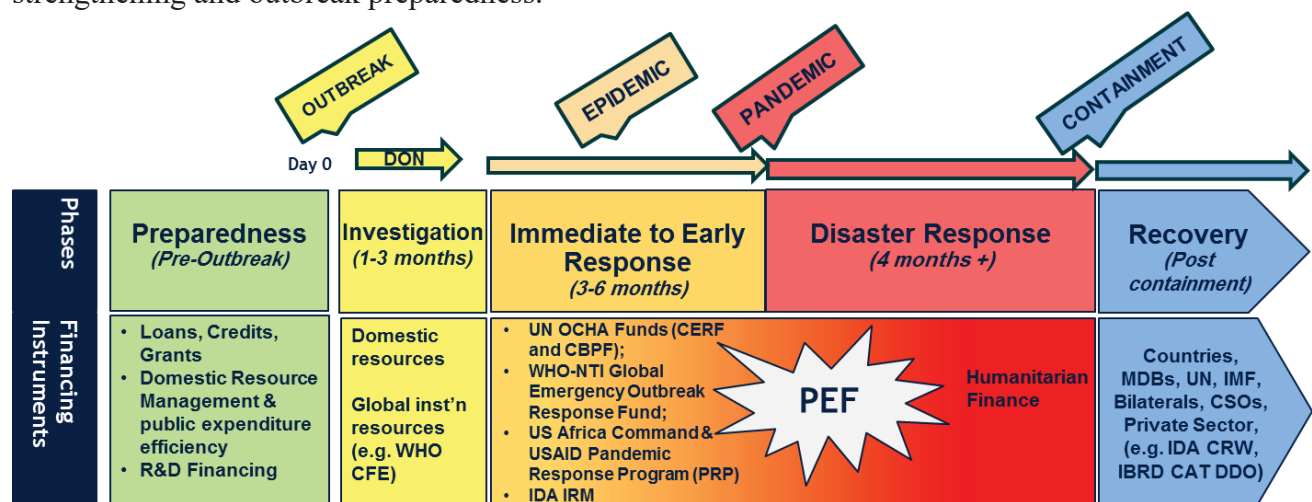 strengthening and outbreak preparedness.
OUTBREAK
EPIDEMIC
PANDEMIC
CONTAINMENT
Day 0
DON
Phases
Preparedness
(Pre-Outbreak)
Investigation
(1-3 months)
Immediate to Early
Response
(3-6 months)
Disaster Response
(4 months +)
Recovery
(Post
containment)
Financing
Instruments
• Loans, Credits,
Grants
• Domestic Resource
Management &
public expenditure
efficiency
• R&D Financing
Domestic
resources
Global inst'n
resources
(e.g. WHO
CFE)
• UN OCHA Funds (CERF
and CBPF);
• WHO-NTI Global
Emergency Outbreak
Response Fund;
• US Africa Command &
USAID Pandemic
Response Program (PRP)
• IDA IRM
PEF
Humanitarian
Finance
Countries,
MDBs, UN, IMF,
Bilaterals, CSOs,
Private Sector,
(e.g. IDA CRW,
IBRD CAT DDO)